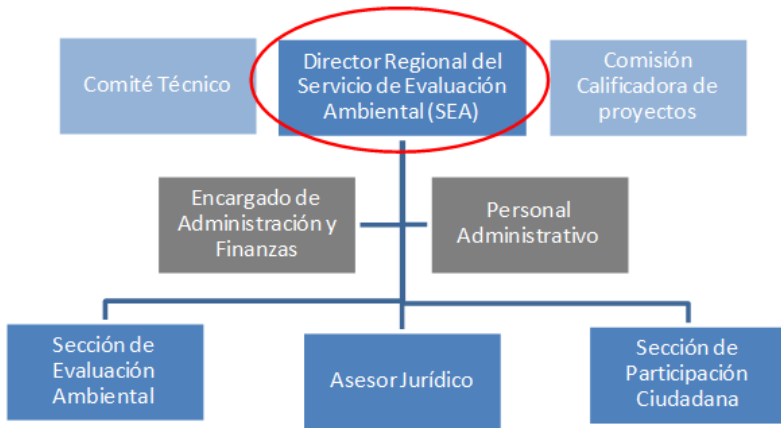 Comité Técnico
Director Regional del
Servicio de Evaluación
Ambiental (SEA)
Comisión
Calificadora de
proyectos
Encargado de
Administración y
Finanzas
Personal
Administrativo
Sección de
Evaluación
Ambiental
Asesor Jurídico
Sección de
Participación
Ciudadana